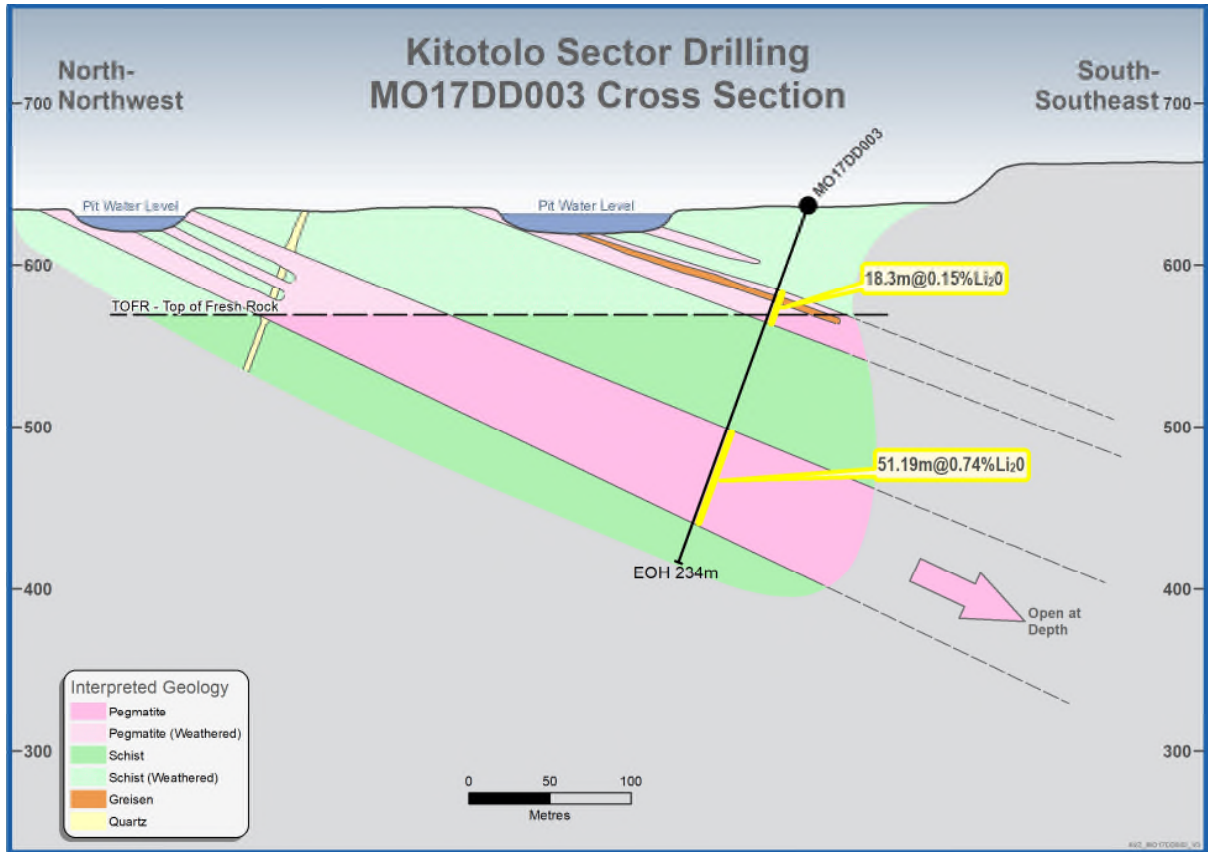 Kitotolo Sector Drilling
MO17DD003 Cross Section
North-
Northwest
South-
Southeast
700
700
MO17DD003
Pit Water Level
Pit Water Level
600
600
18.3m@0.15%Li₂0
TOFR - Top of Fresh Rock
500
500
51.19m@0.74%Li₂0
EOH 234m
400
400
Open at
Depth
Interpreted Geology
Pegmatite
Pegmatite (Weathered)
Schist
Schist (Weathered)
Greisen
Quartz
300
300
0 50 100
Metres